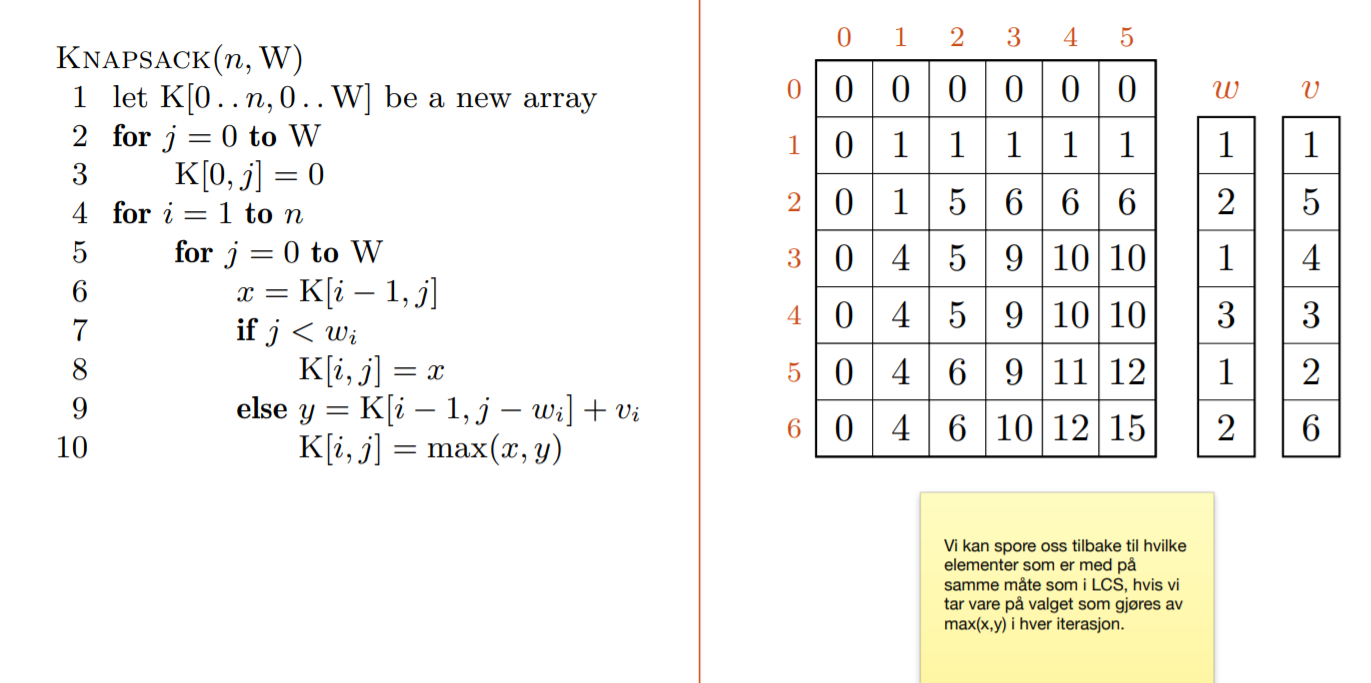 KNAPSACK(n, W)
1 let K[0..n, 0..W] be a new array
2 for j = 0 to W
3 K[0, j] = 0
4 for i = 1 to n
5 for j = 0 to W
6 x = K[i − 1, j]
7 if j < wᵢ
8 K[i, j] = x
9 else y = K[i − 1, j − wᵢ] + vᵢ
10 K[i, j] = max(x, y)
0 1 2 3 4 5
0 0 0 0 0 0 0 w v
1 0 1 1 1 1 1 1 1
2 0 1 5 6 6 6 2 5
3 0 4 5 9 10 10 1 4
4 0 4 5 9 10 10 3 3
5 0 4 6 9 11 12 1 2
6 0 4 6 10 12 15 2 6
Vi kan spore oss tilbake til hvilke
elementer som er med på
samme måte som i LCS, hvis vi
tar vare på valget som gjøres av
max(x,y) i hver iterasjon.